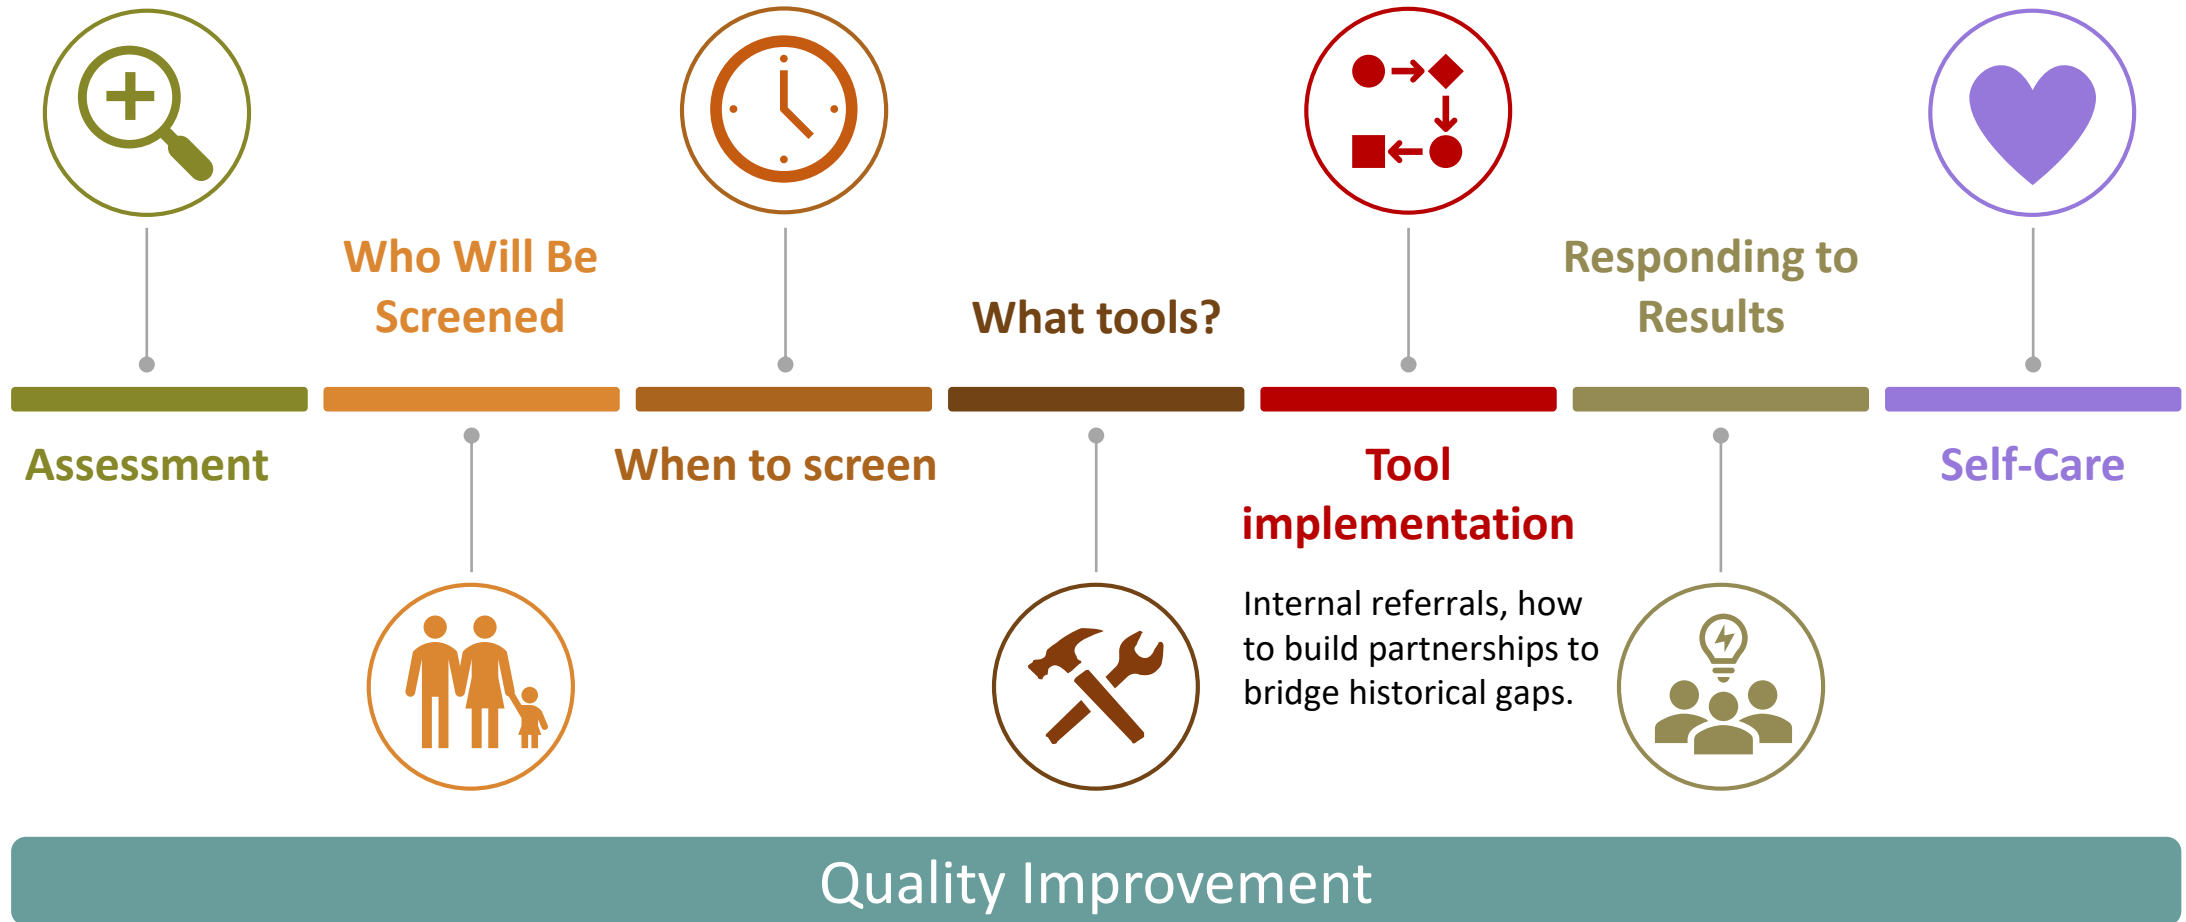 Assessment
Who Will Be
Screened
When to screen
What tools?
Tool
implementation
Internal referrals, how
to build partnerships to
bridge historical gaps.
Responding to
Results
Self-Care
Quality Improvement